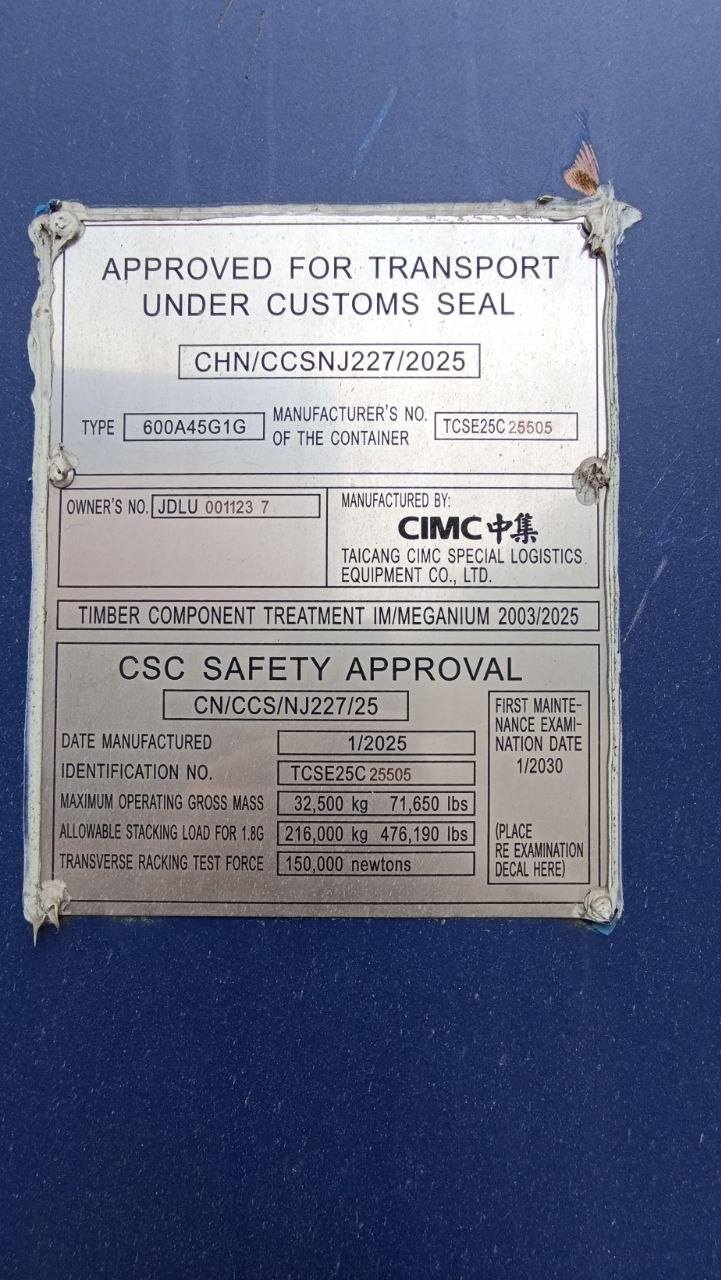 APPROVED FOR TRANSPORT
UNDER CUSTOMS SEAL
CHN/CCSNJ227/2025
TYPE 600A45G1G
MANUFACTURER'S NO.
OF THE CONTAINER
TCSE25C 25505
OWNER'S NO. JDLU 001123 7
MANUFACTURED BY:
CIMC中集
TAICANG CIMC SPECIAL LOGISTICS
EQUIPMENT CO., LTD.
TIMBER COMPONENT TREATMENT IM/MEGANIUM 2003/2025
CSC SAFETY APPROVAL
CN/CCS/NJ227/25
DATE MANUFACTURED 1/2025
IDENTIFICATION NO. TCSE25C 25505
MAXIMUM OPERATING GROSS MASS 32,500 kg 71,650 lbs
ALLOWABLE STACKING LOAD FOR 1.8G 216,000 kg 476,190 lbs
TRANSVERSE RACKING TEST FORCE 150,000 newtons
FIRST MAINTE-
NANCE EXAMI-
NATION DATE
1/2030
(PLACE
RE EXAMINATION
DECAL HERE)